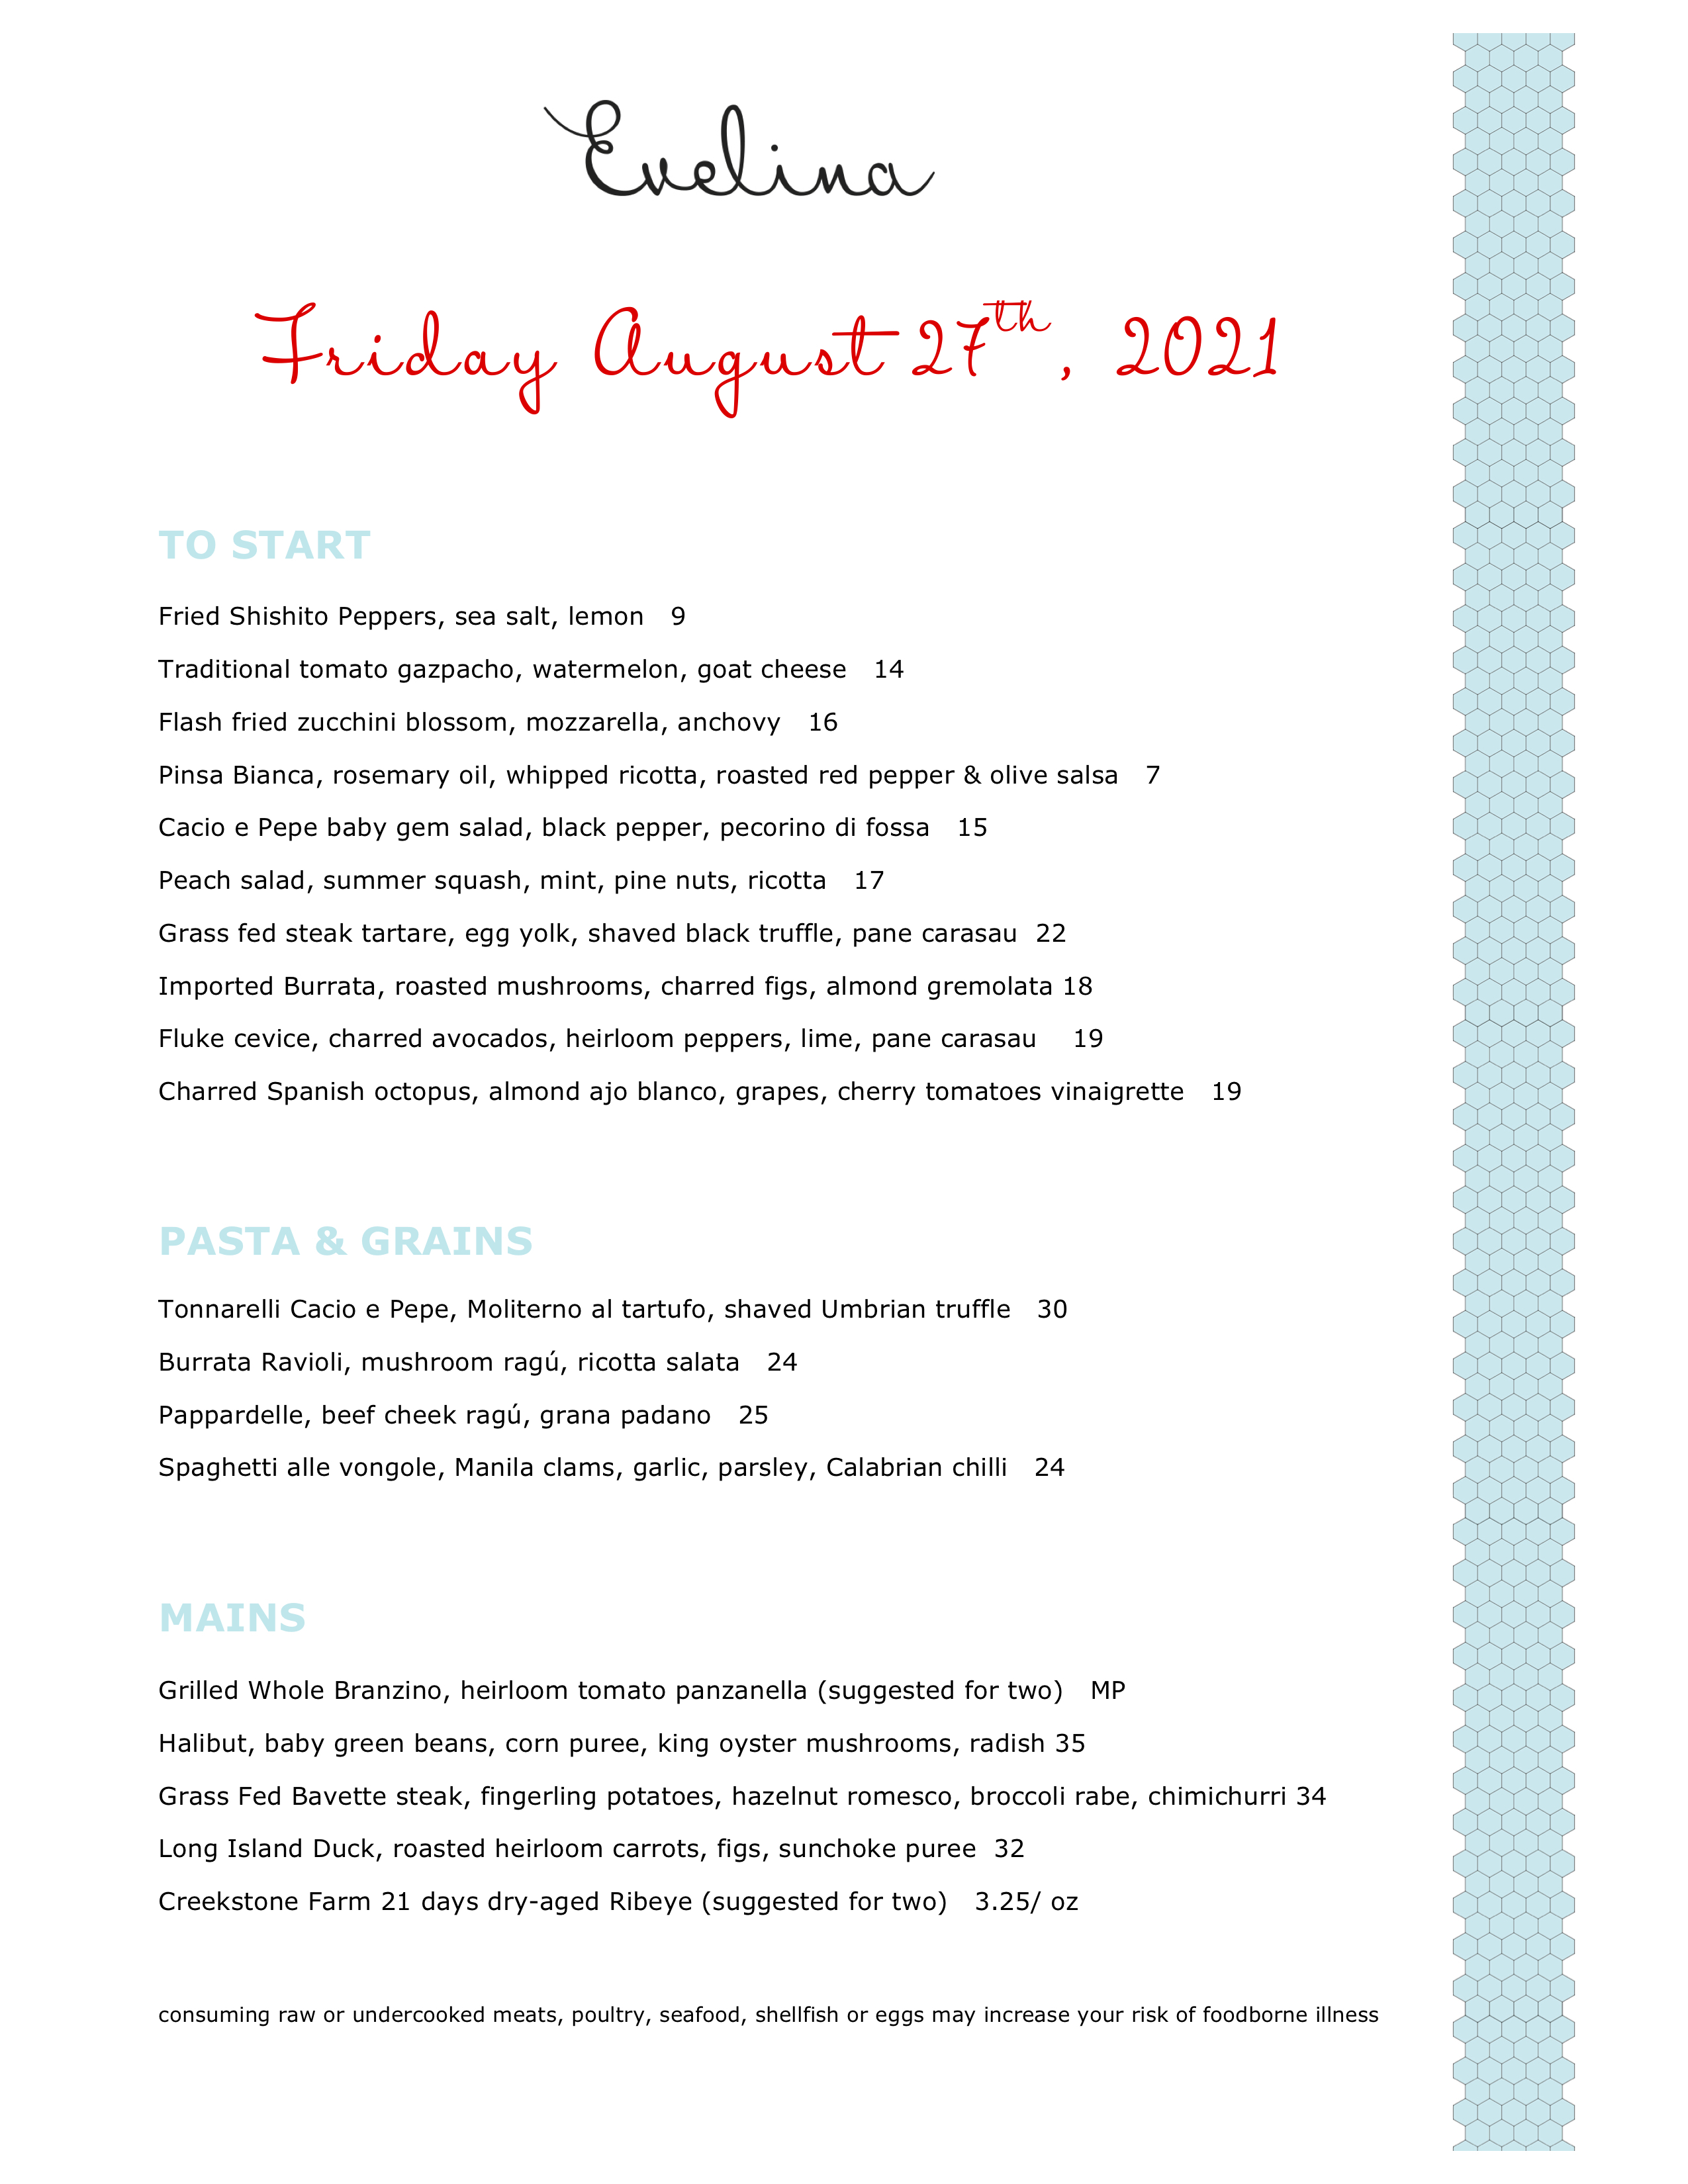 Evelina
Friday August 27th, 2021
TO START
Fried Shishito Peppers, sea salt, lemon 9
Traditional tomato gazpacho, watermelon, goat cheese 14
Flash fried zucchini blossom, mozzarella, anchovy 16
Pinsa Bianca, rosemary oil, whipped ricotta, roasted red pepper & olive salsa 7
Cacio e Pepe baby gem salad, black pepper, pecorino di fossa 15
Peach salad, summer squash, mint, pine nuts, ricotta 17
Grass fed steak tartare, egg yolk, shaved black truffle, pane carasau 22
Imported Burrata, roasted mushrooms, charred figs, almond gremolata 18
Fluke cevice, charred avocados, heirloom peppers, lime, pane carasau 19
Charred Spanish octopus, almond ajo blanco, grapes, cherry tomatoes vinaigrette 19
PASTA & GRAINS
Tonnarelli Cacio e Pepe, Moliterno al tartufo, shaved Umbrian truffle 30
Burrata Ravioli, mushroom ragú, ricotta salata 24
Pappardelle, beef cheek ragú, grana padano 25
Spaghetti alle vongole, Manila clams, garlic, parsley, Calabrian chilli 24
MAINS
Grilled Whole Branzino, heirloom tomato panzanella (suggested for two) MP
Halibut, baby green beans, corn puree, king oyster mushrooms, radish 35
Grass Fed Bavette steak, fingerling potatoes, hazelnut romesco, broccoli rabe, chimichurri 34
Long Island Duck, roasted heirloom carrots, figs, sunchoke puree 32
Creekstone Farm 21 days dry-aged Ribeye (suggested for two) 3.25/ oz
consuming raw or undercooked meats, poultry, seafood, shellfish or eggs may increase your risk of foodborne illness